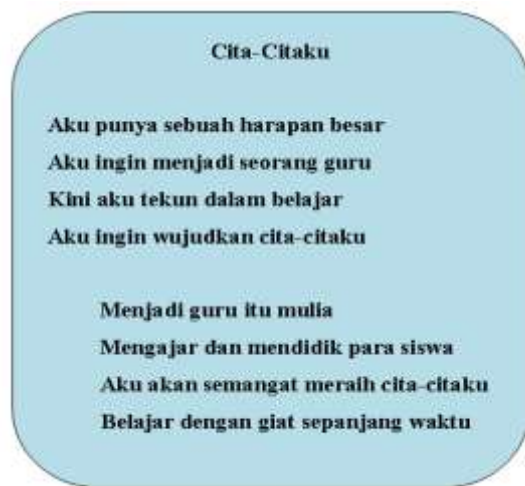 Cita-Citaku
Aku punya sebuah harapan besar
Aku ingin menjadi seorang guru
Kini aku tekun dalam belajar
Aku ingin wujudkan cita-citaku
Menjadi guru itu mulia
Mengajar dan mendidik para siswa
Aku akan semangat meraih cita-citaku
Belajar dengan giat sepanjang waktu